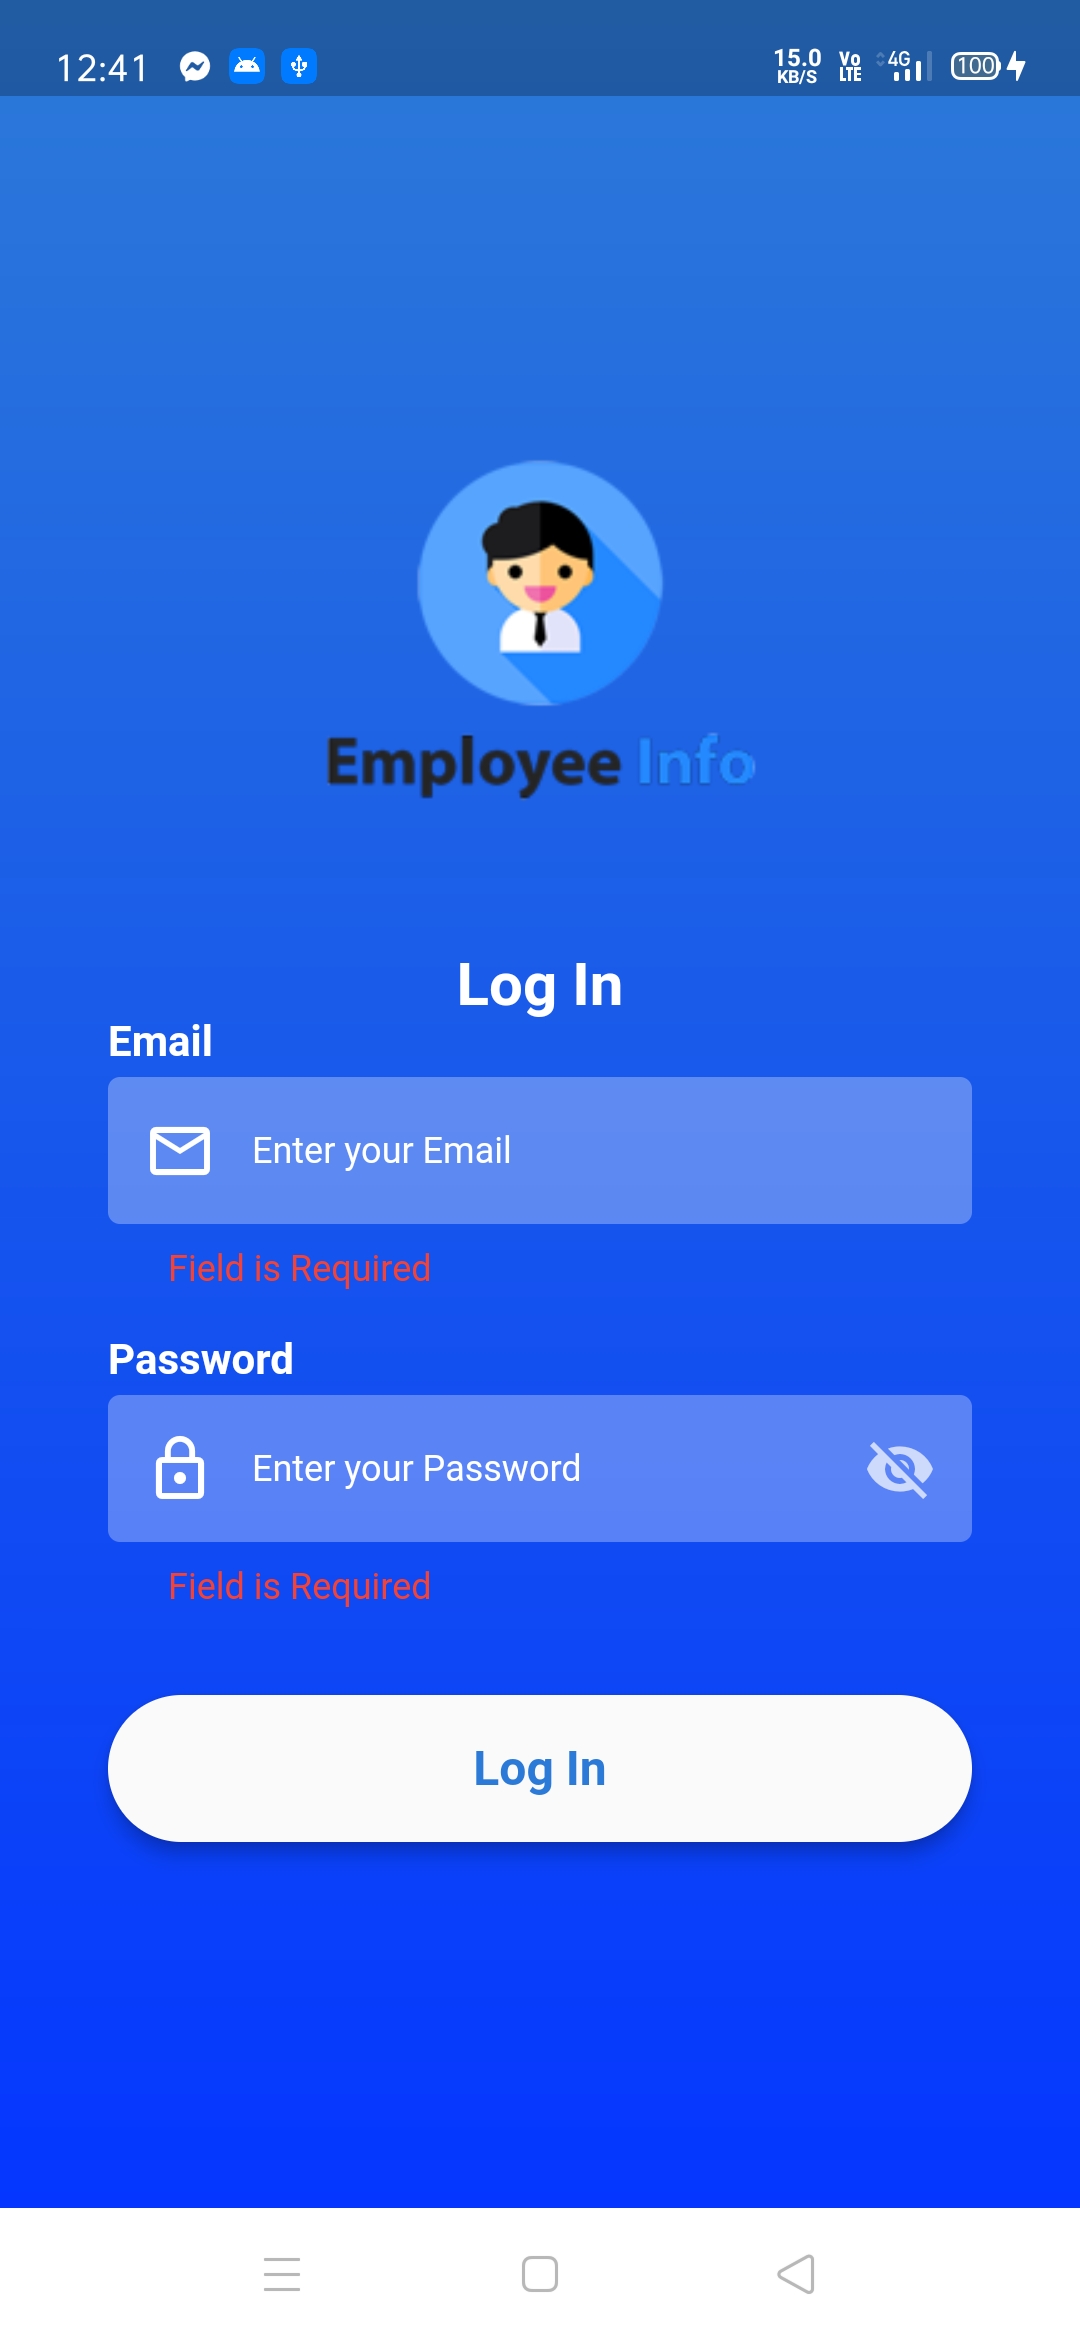 12:41 15.0 KB/S Vo LTE 4G 100
Employee Info
Log In
Email
Enter your Email
Field is Required
Password
Enter your Password
Field is Required
Log In